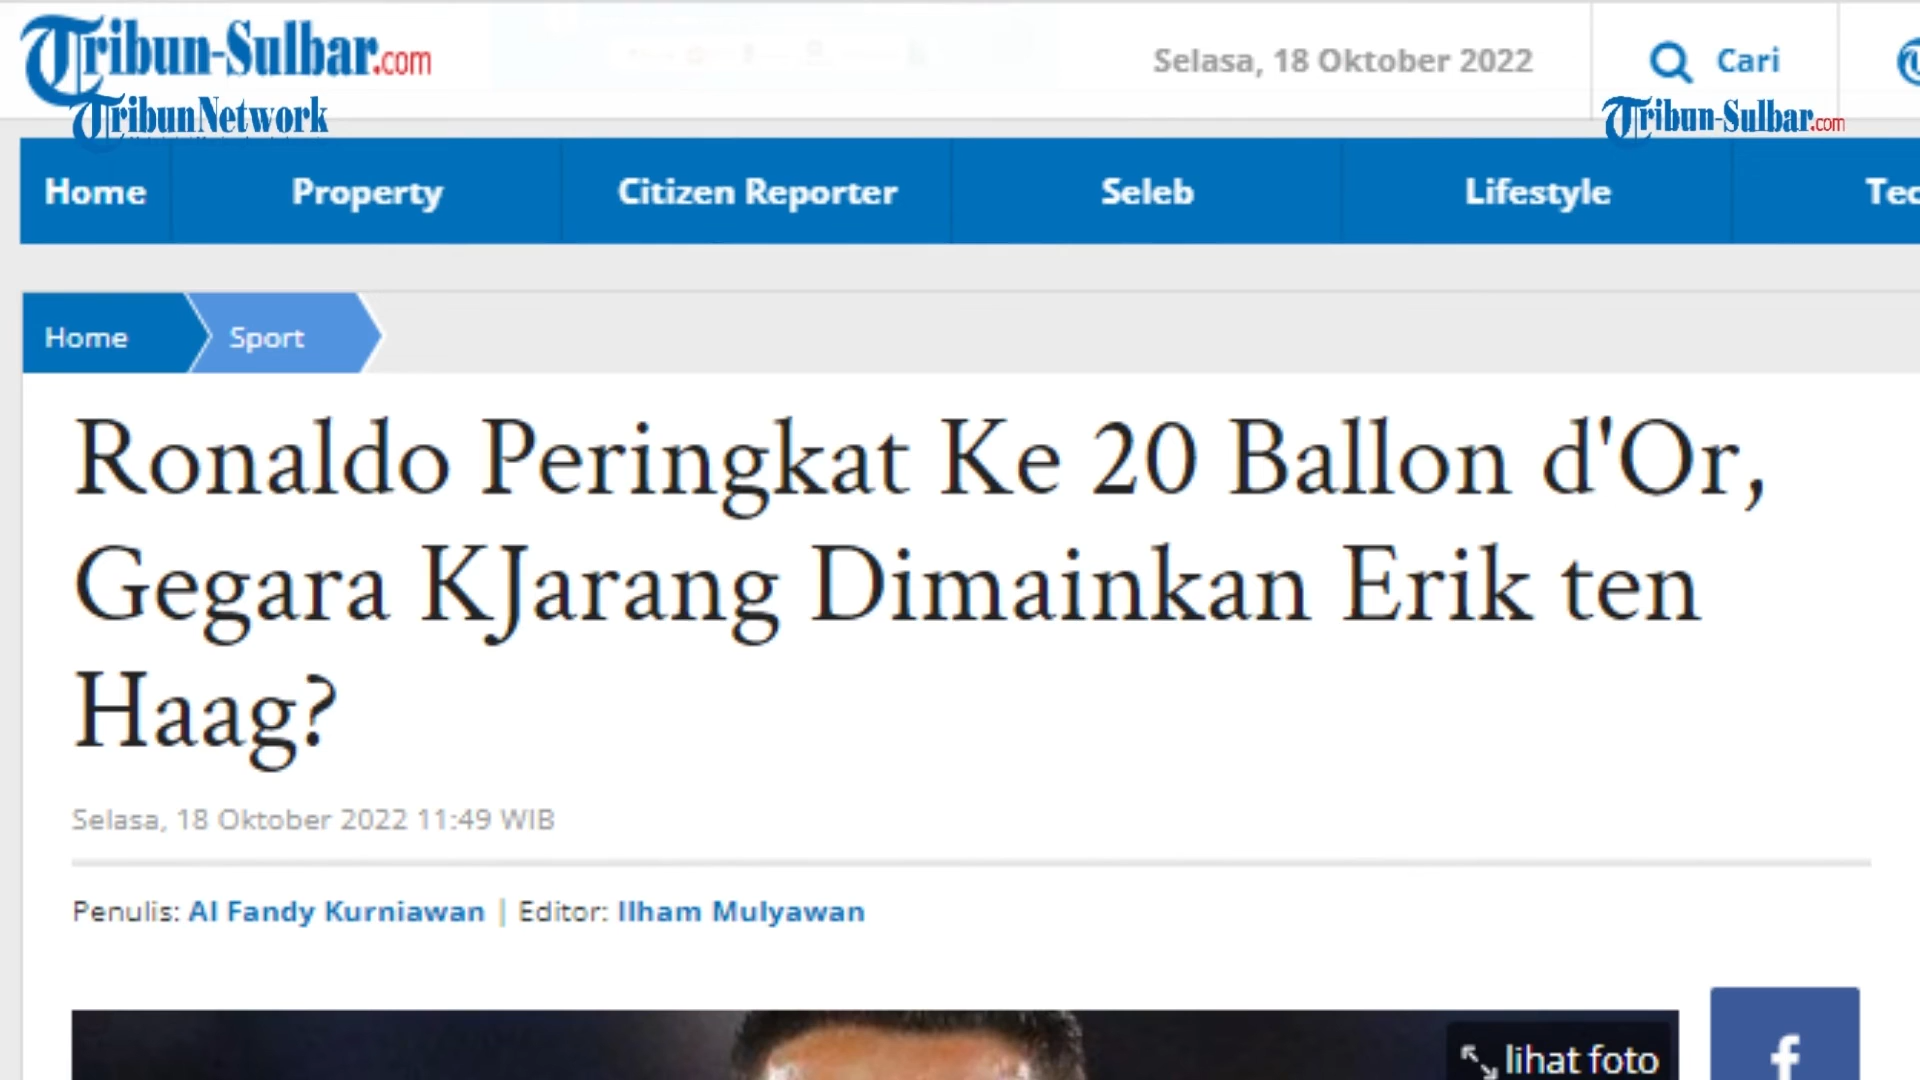 Tribun-Sulbar.com
Selasa, 18 Oktober 2022
Cari
TribunNetwork
Tribun-Sulbar.com
Home
Property
Citizen Reporter
Seleb
Lifestyle
Home
Sport
Ronaldo Peringkat Ke 20 Ballon d'Or,
Gegara KJarang Dimainkan Erik ten
Haag?
Selasa, 18 Oktober 2022 11:49 WIB
Penulis: Al Fandy Kurniawan | Editor: Ilham Mulyawan
lihat foto